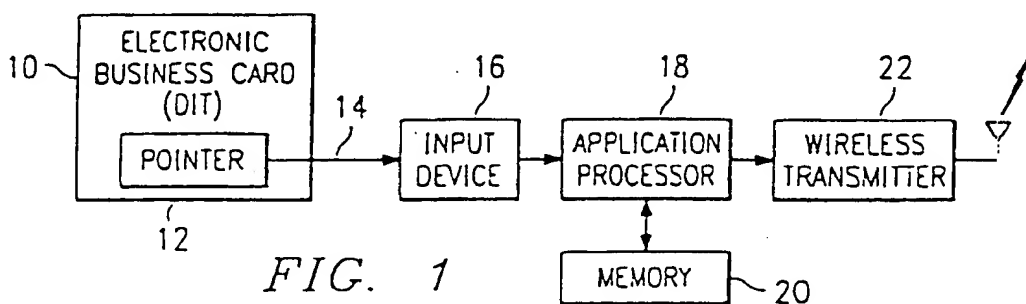 10
ELECTRONIC
BUSINESS CARD
(DIT)
POINTER
12
14
16
INPUT
DEVICE
18
APPLICATION
PROCESSOR
22
WIRELESS
TRANSMITTER
MEMORY
20
FIG. 1